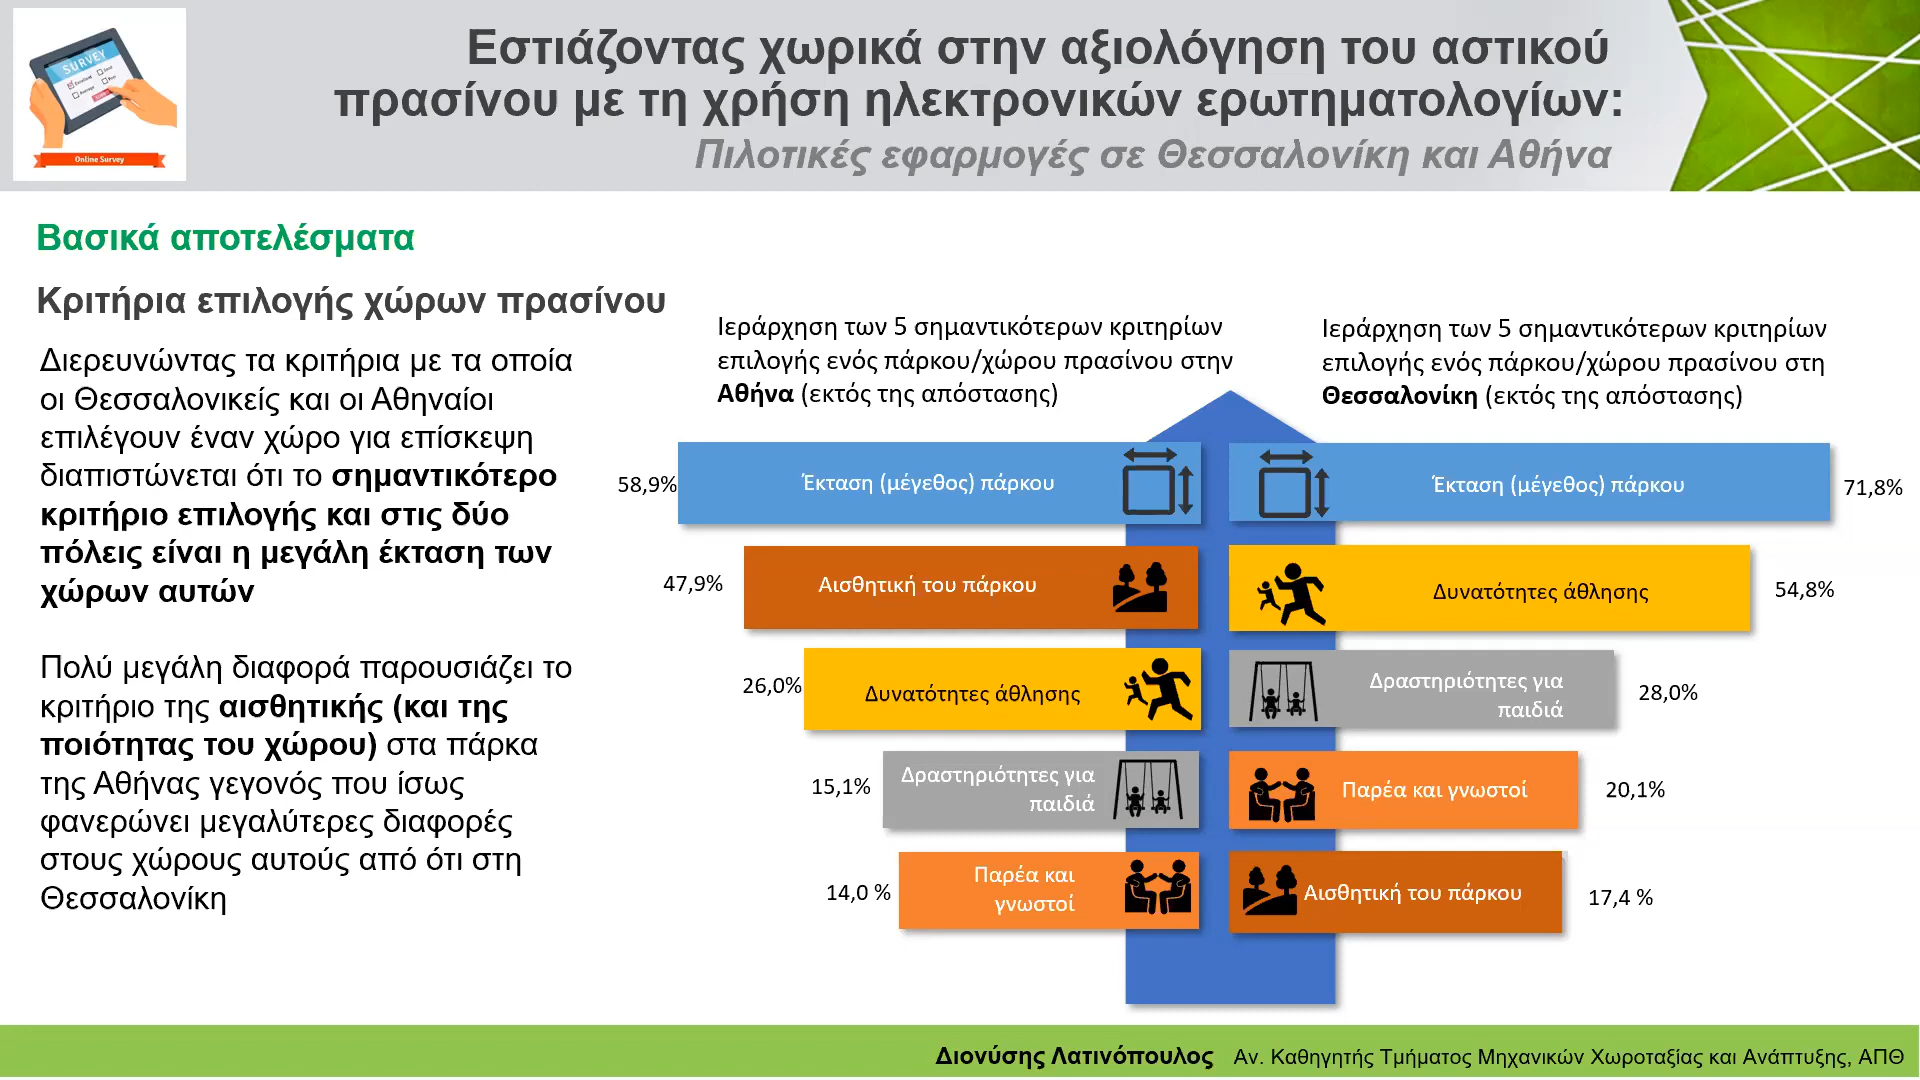 SURVEY
Online Survey
Εστιάζοντας χωρικά στην αξιολόγηση του αστικού
πρασίνου με τη χρήση ηλεκτρονικών ερωτηματολογίων:
Πιλοτικές εφαρμογές σε Θεσσαλονίκη και Αθήνα
Βασικά αποτελέσματα
Κριτήρια επιλογής χώρων πρασίνου
Διερευνώντας τα κριτήρια με τα οποία
οι Θεσσαλονικείς και οι Αθηναίοι
επιλέγουν έναν χώρο για επίσκεψη
διαπιστώνεται ότι το σημαντικότερο
κριτήριο επιλογής και στις δύο
πόλεις είναι η μεγάλη έκταση των
χώρων αυτών
Πολύ μεγάλη διαφορά παρουσιάζει το
κριτήριο της αισθητικής (και της
ποιότητας του χώρου) στα πάρκα
της Αθήνας γεγονός που ίσως
φανερώνει μεγαλύτερες διαφορές
στους χώρους αυτούς από ότι στη
Θεσσαλονίκη
Ιεράρχηση των 5 σημαντικότερων κριτηρίων
επιλογής ενός πάρκου/χώρου πρασίνου στην
Αθήνα (εκτός της απόστασης)
58,9%
Έκταση (μέγεθος) πάρκου
47,9%
Αισθητική του πάρκου
26,0%
Δυνατότητες άθλησης
15,1%
Δραστηριότητες για
παιδιά
14,0 %
Παρέα και
γνωστοί
Ιεράρχηση των 5 σημαντικότερων κριτηρίων
επιλογής ενός πάρκου/χώρου πρασίνου στη
Θεσσαλονίκη (εκτός της απόστασης)
Έκταση (μέγεθος) πάρκου
71,8%
Δυνατότητες άθλησης
54,8%
Δραστηριότητες για
παιδιά
28,0%
Παρέα και γνωστοί
20,1%
Αισθητική του πάρκου
17,4 %
Διονύσης Λατινόπουλος Αν. Καθηγητής Τμήματος Μηχανικών Χωροταξίας και Ανάπτυξης, ΑΠΘ